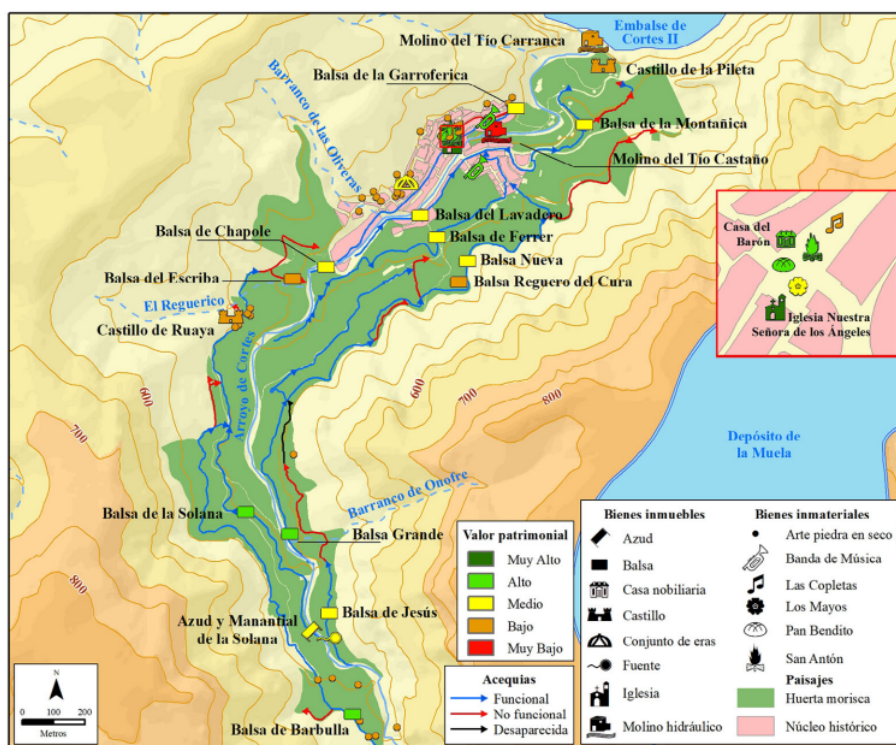 Embalse de
Cortes II
Molino del Tío Carranca
Balsa de la Garroferica
Castillo de la Pileta
Barranco de las Oliveras
Balsa de la Montañica
Molino del Tío Castaño
Balsa del Lavadero
Balsa de Chapole
Balsa de Ferrer
Balsa Nueva
Balsa del Escriba
Balsa Reguero del Cura
El Reguerico
Castillo de Ruaya
Arroyo de Cortes
Casa del
Barón
Iglesia Nuestra
Señora de los Ángeles
600
700
600
700
800
800
Depósito de
la Muela
Barranco de Onofre
Balsa de la Solana
Balsa Grande
Balsa de Jesús
Azud y Manantial
de la Solana
Balsa de Barbulla
N
0
100
200
Metros
Valor patrimonial
Muy Alto
Alto
Medio
Bajo
Muy Bajo
Acequias
Funcional
No funcional
Desaparecida
Bienes inmuebles
Azud
Balsa
Casa nobiliaria
Castillo
Conjunto de eras
Fuente
Iglesia
Molino hidráulico
Bienes inmateriales
Arte piedra en seco
Banda de Música
Las Copletas
Los Mayos
Pan Bendito
San Antón
Paisajes
Huerta morisca
Núcleo histórico